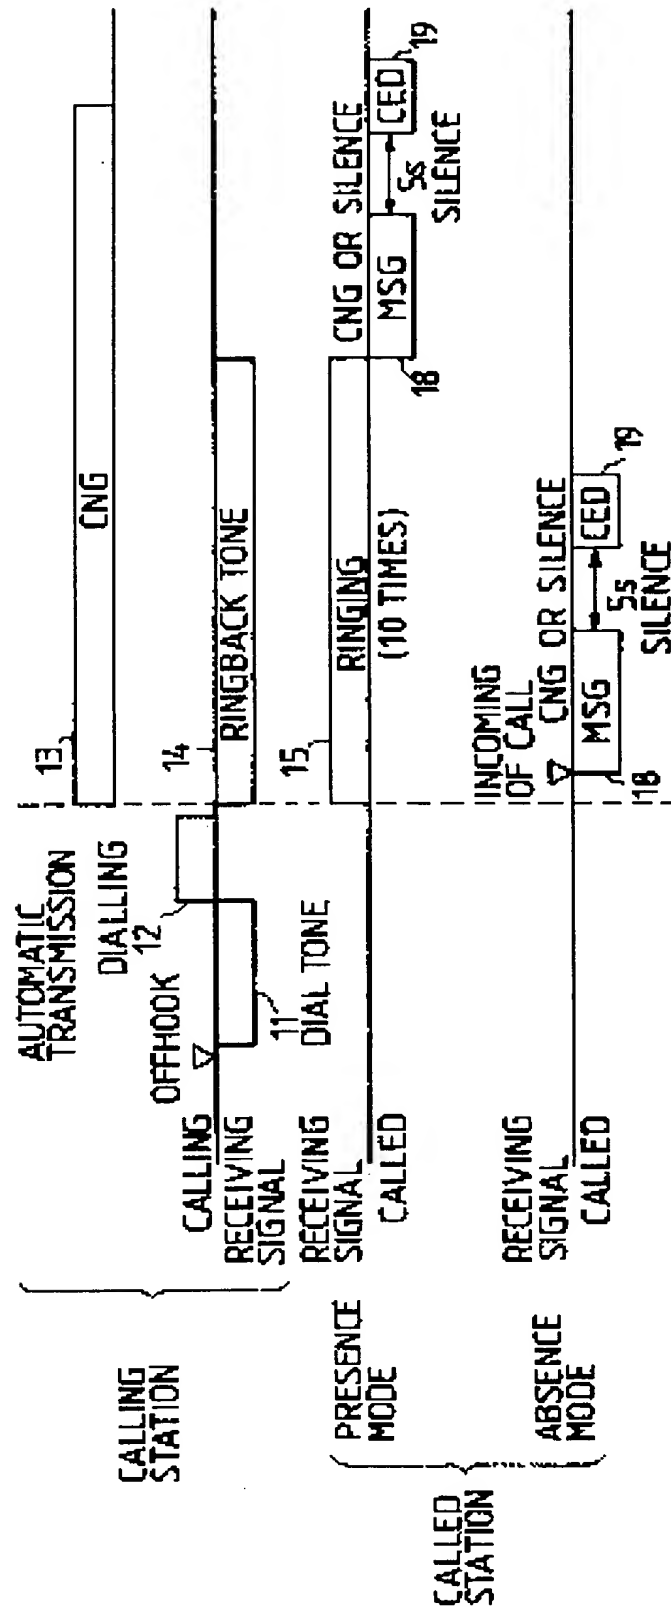 AUTOMATIC
TRANSMISSION
13
CNG
DIALLING
12
OFFHOOK
14
RINGBACK TONE
11
DIAL TONE
CALLING
RECEIVING
SIGNAL
CALLING
STATION
15
RINGING
(10 TIMES)
CNG OR SILENCE
MSG
18
5s
SILENCE
CED
19
RECEIVING
SIGNAL
CALLED
PRESENCE
MODE
INCOMING
OF CALL
CNG OR SILENCE
MSG
18
5s
SILENCE
CED
19
RECEIVING
SIGNAL
CALLED
ABSENCE
MODE
CALLED
STATION